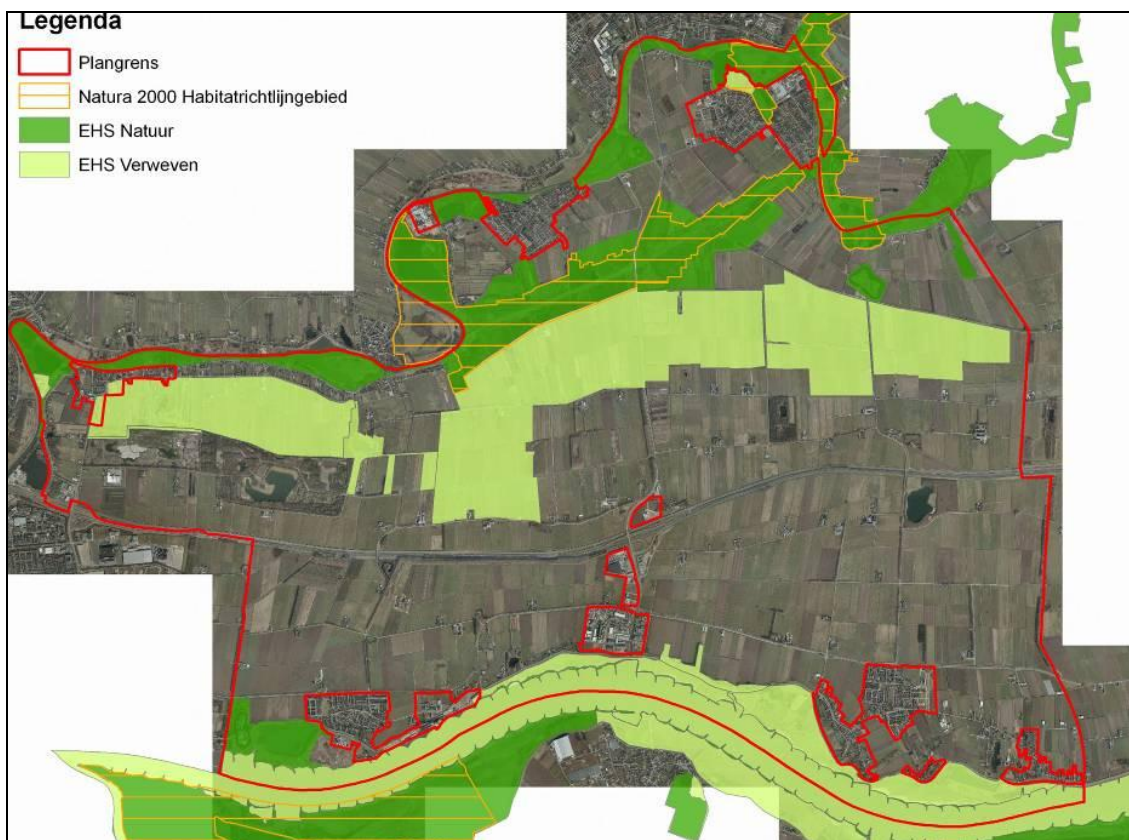 Legenda
Plangrens
Natura 2000 Habitatrichtlijngebied
EHS Natuur
EHS Verweven